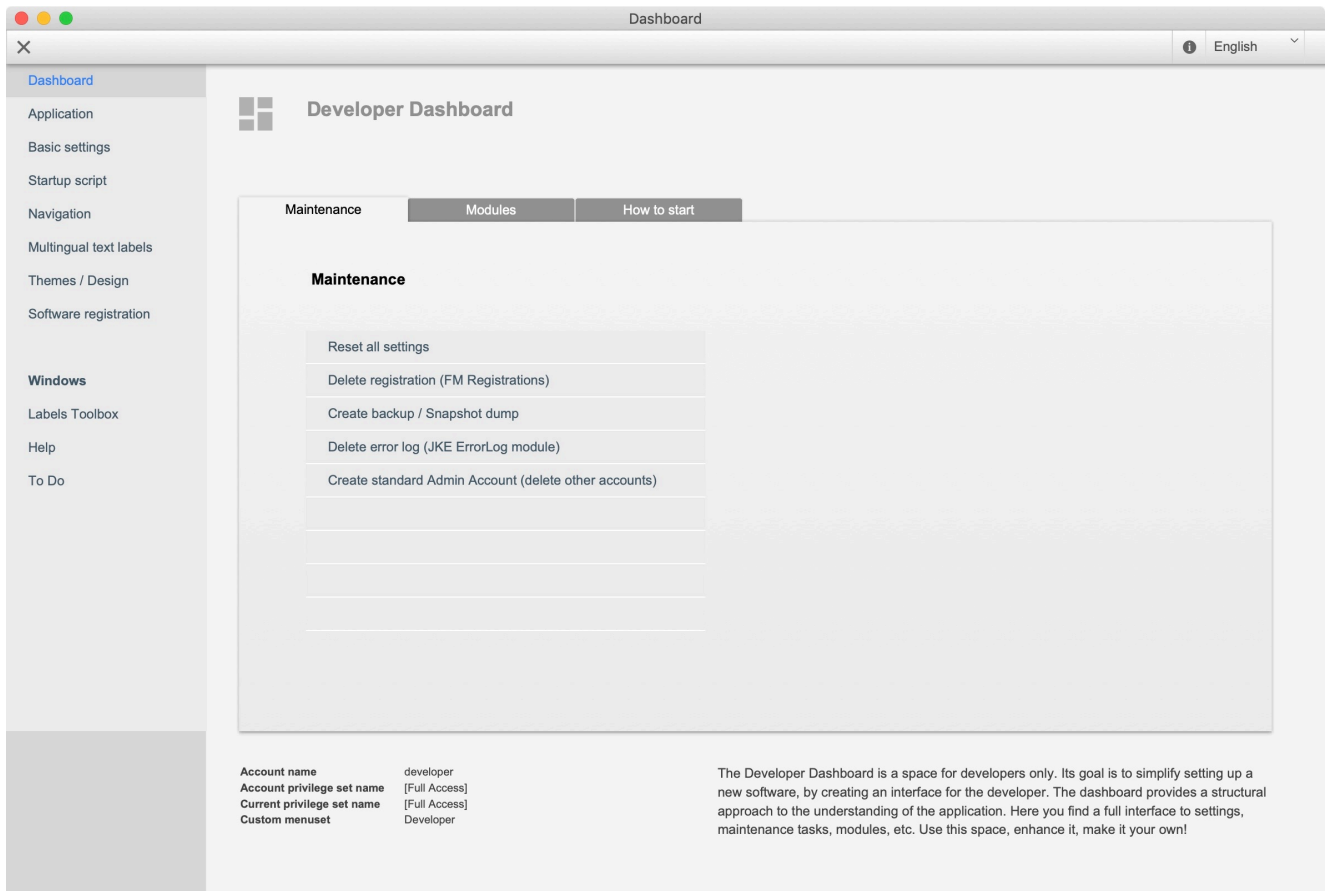 Dashboard
English
Dashboard
Application
Basic settings
Startup script
Navigation
Multingual text labels
Themes / Design
Software registration
Windows
Labels Toolbox
Help
To Do
Developer Dashboard
Maintenance
Modules
How to start
Maintenance
Reset all settings
Delete registration (FM Registrations)
Create backup / Snapshot dump
Delete error log (JKE ErrorLog module)
Create standard Admin Account (delete other accounts)
Account name developer
Account privilege set name [Full Access]
Current privilege set name [Full Access]
Custom menuset Developer
The Developer Dashboard is a space for developers only. Its goal is to simplify setting up a
new software, by creating an interface for the developer. The dashboard provides a structural
approach to the understanding of the application. Here you find a full interface to settings,
maintenance tasks, modules, etc. Use this space, enhance it, make it your own!